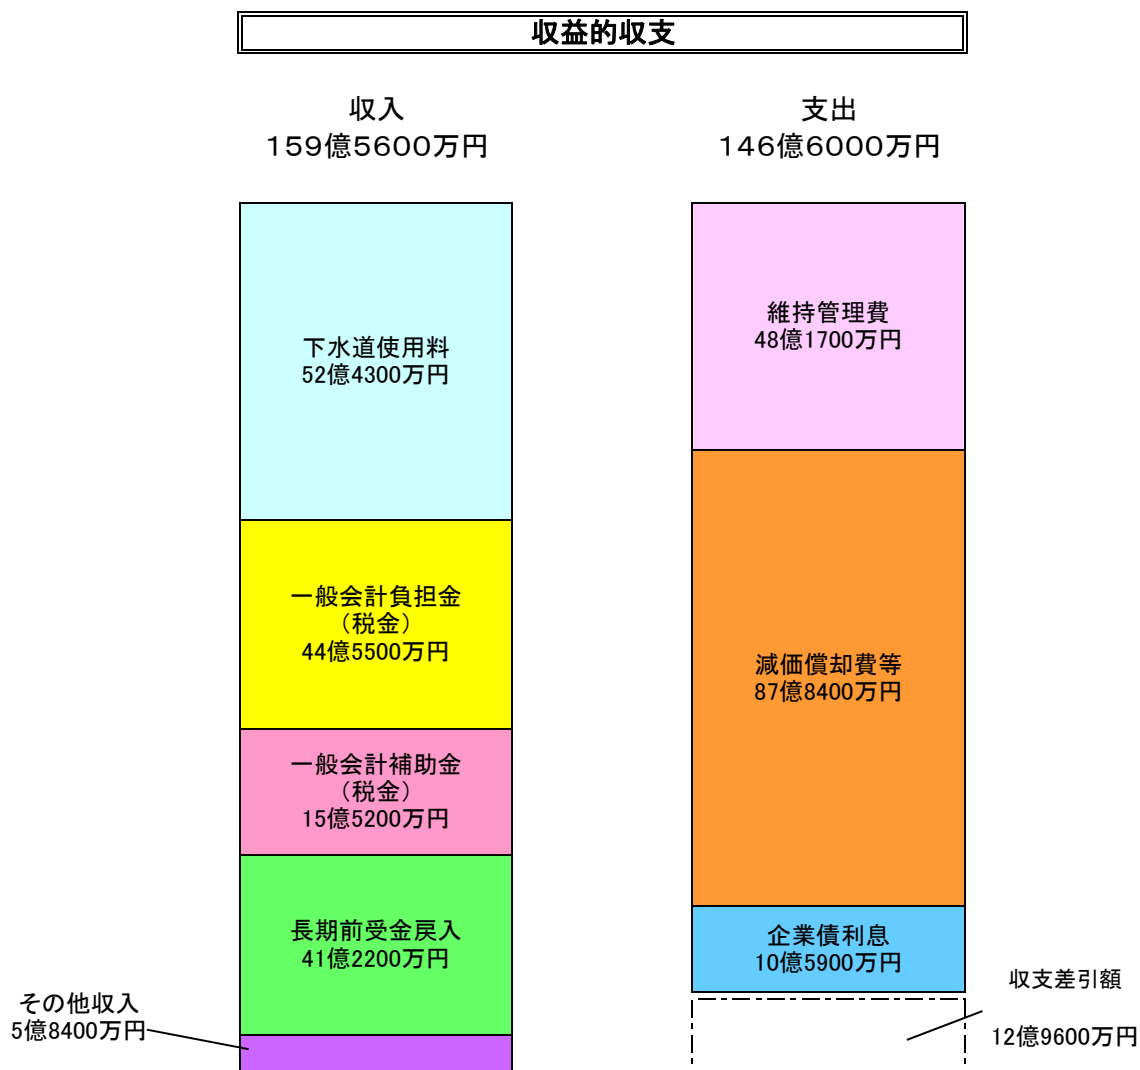 収益的収支
収入
１５９億５６００万円
支出
１４６億６０００万円
下水道使用料
52億4300万円
一般会計負担金
（税金）
44億5500万円
一般会計補助金
（税金）
15億5200万円
長期前受金戻入
41億2200万円
その他収入
5億8400万円
維持管理費
48億1700万円
減価償却費等
87億8400万円
企業債利息
10億5900万円
収支差引額
12億9600万円